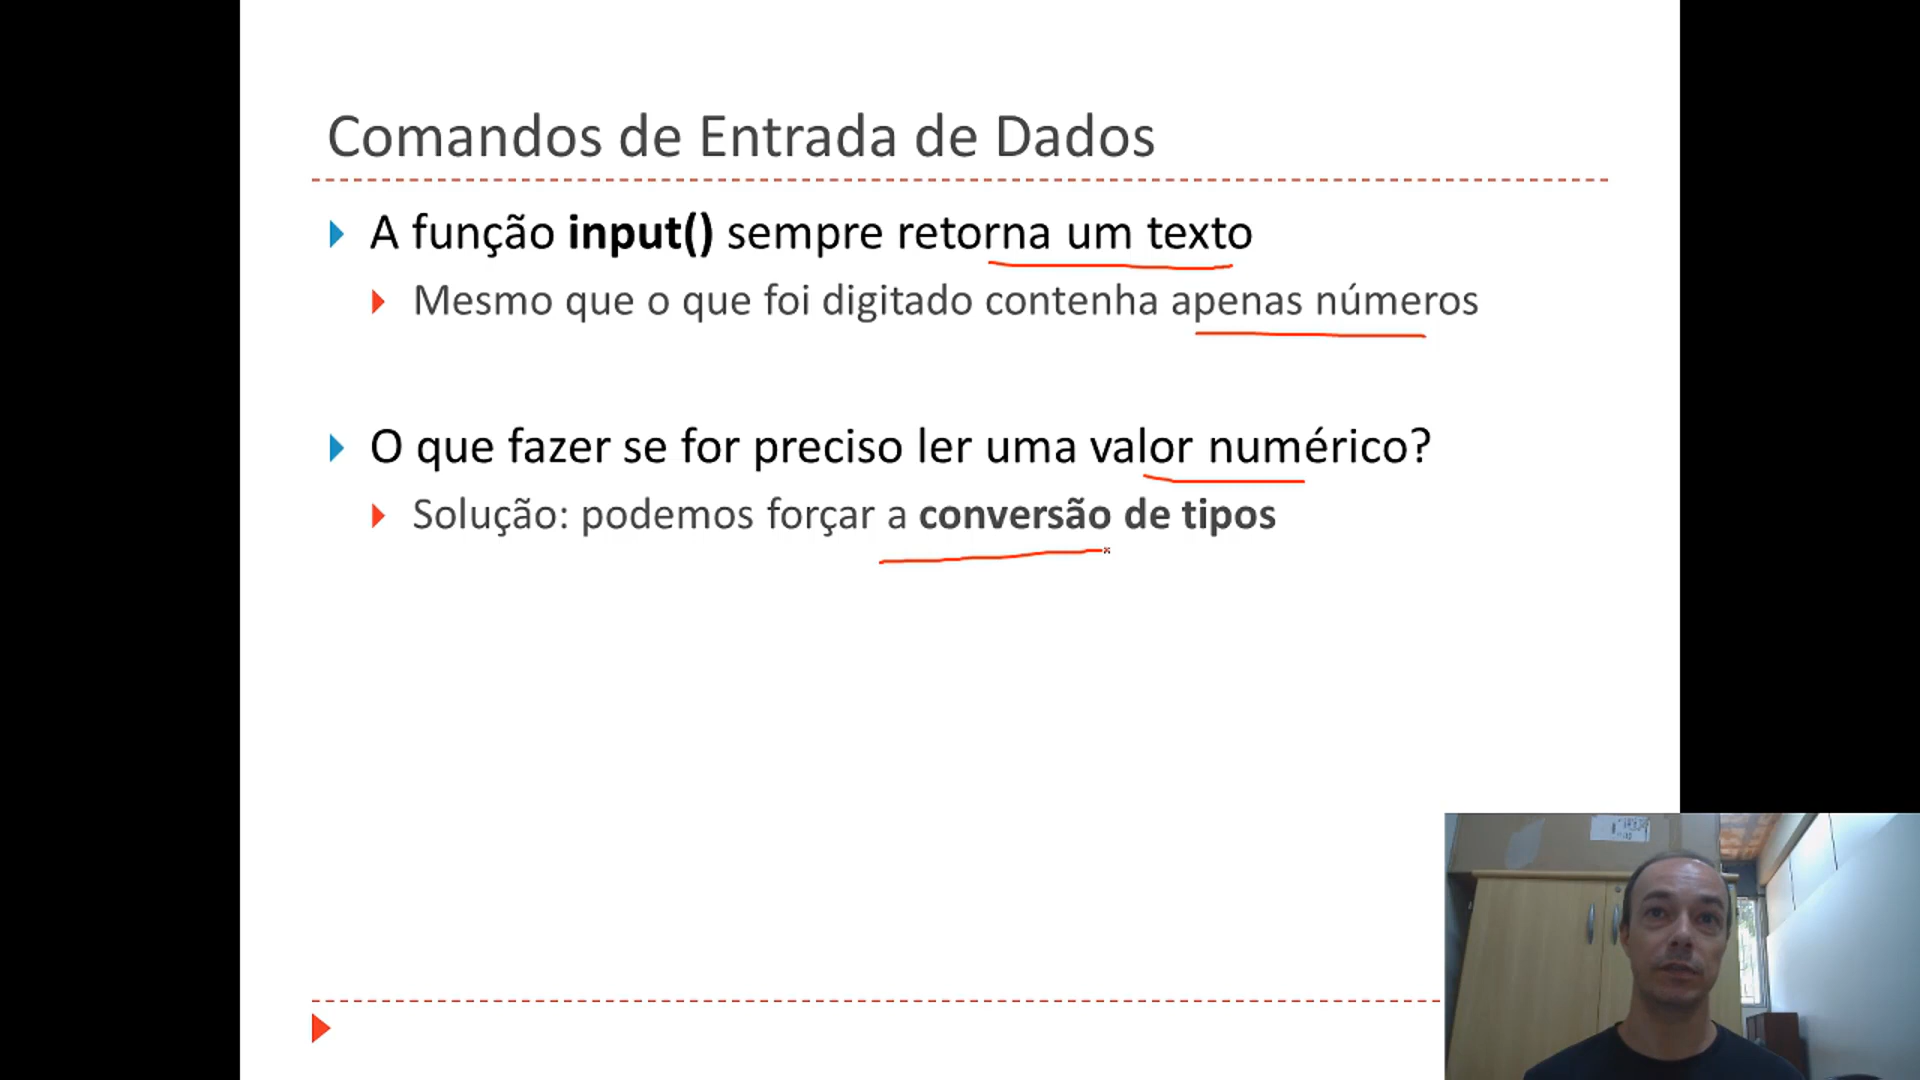 Comandos de Entrada de Dados
A função input() sempre retorna um texto
Mesmo que o que foi digitado contenha apenas números
O que fazer se for preciso ler uma valor numérico?
Solução: podemos forçar a conversão de tipos